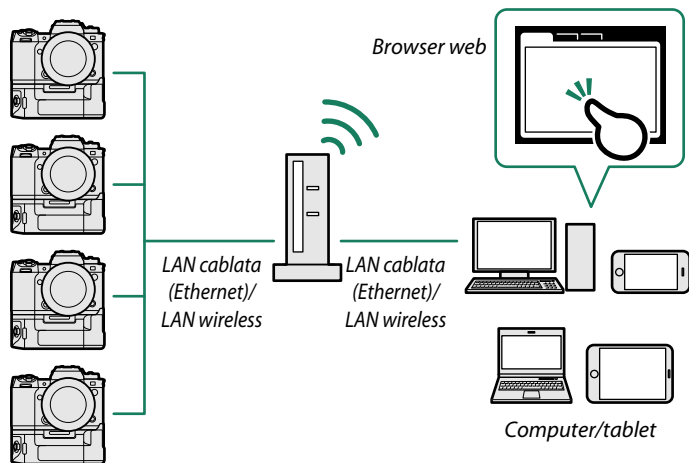 Browser web
LAN cablata
(Ethernet)/
LAN wireless
LAN cablata
(Ethernet)/
LAN wireless
Computer/tablet